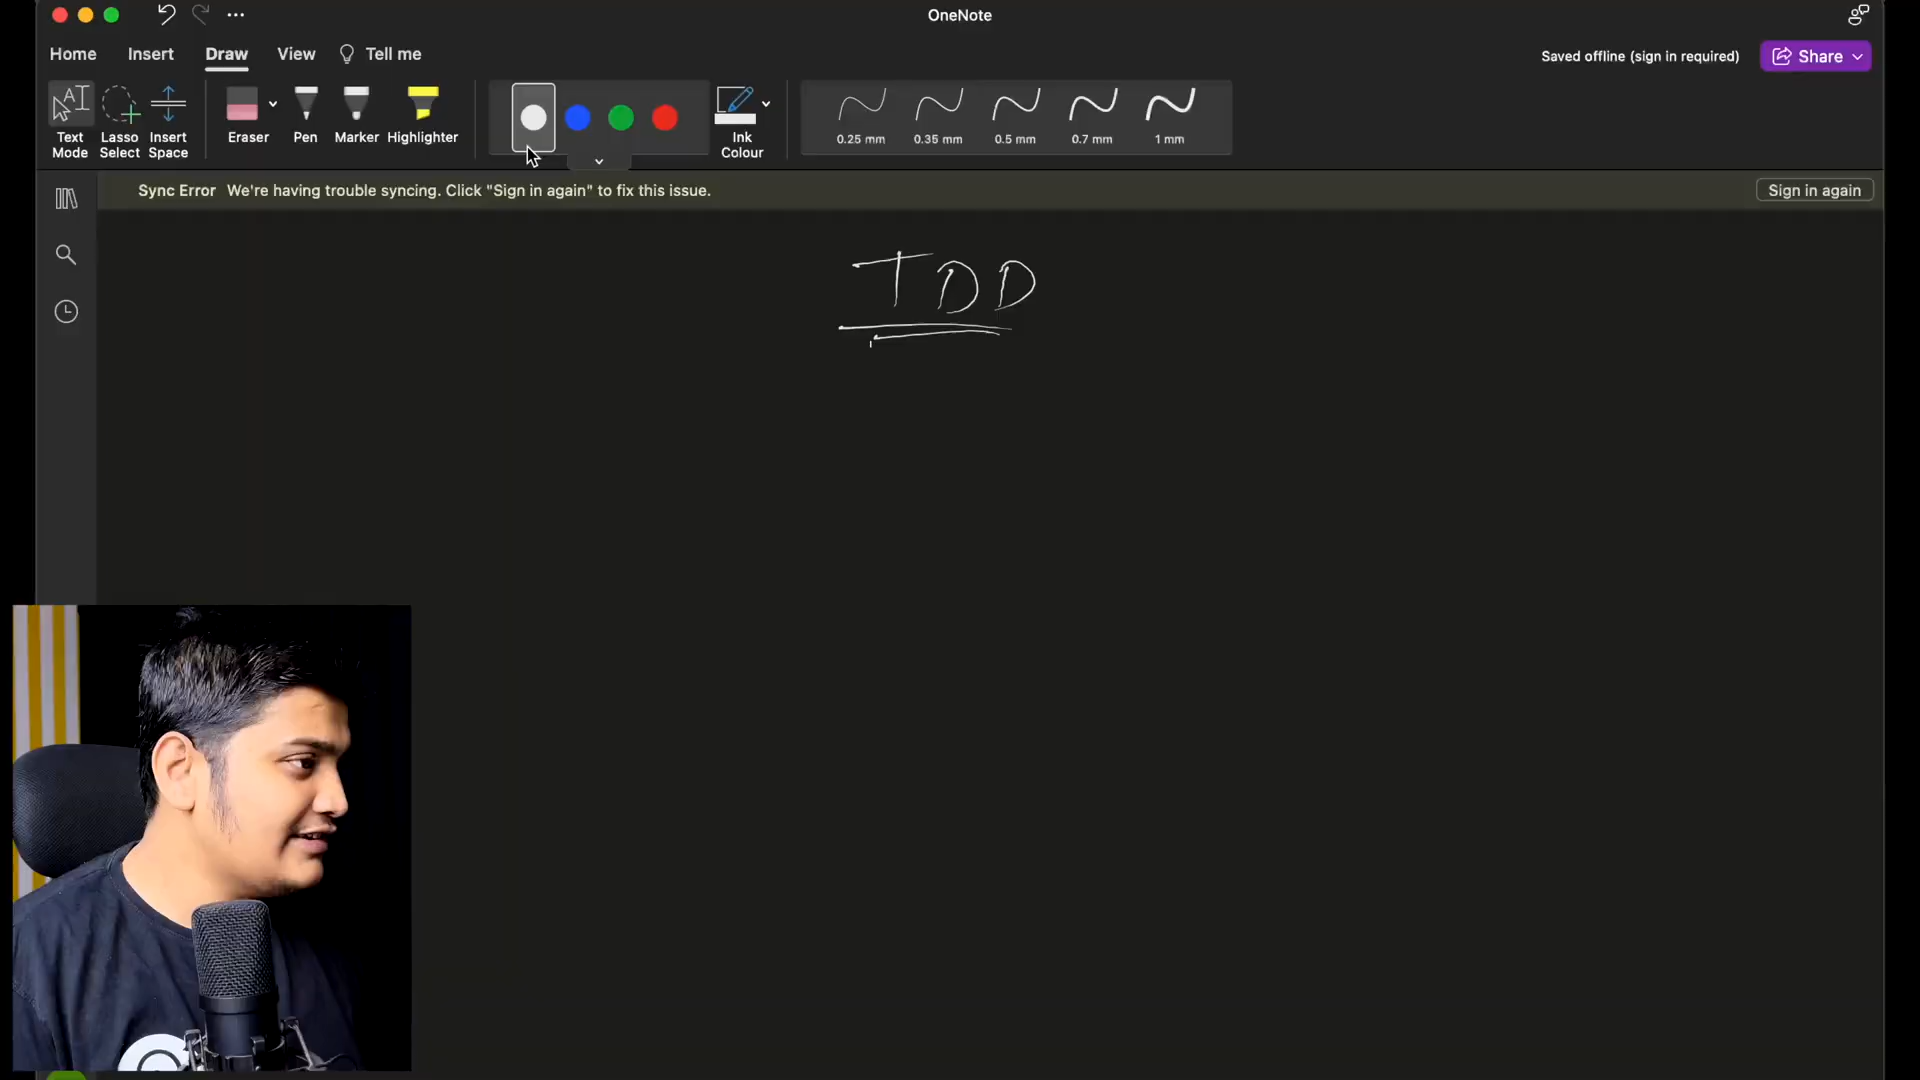 OneNote
Home Insert Draw View Tell me
Saved offline (sign in required) Share
Text Mode
Lasso Select
Insert Space
Eraser
Pen
Marker
Highlighter
Ink Colour
0.25 mm 0.35 mm 0.5 mm 0.7 mm 1 mm
Sync Error We're having trouble syncing. Click "Sign in again" to fix this issue. Sign in again
TDD